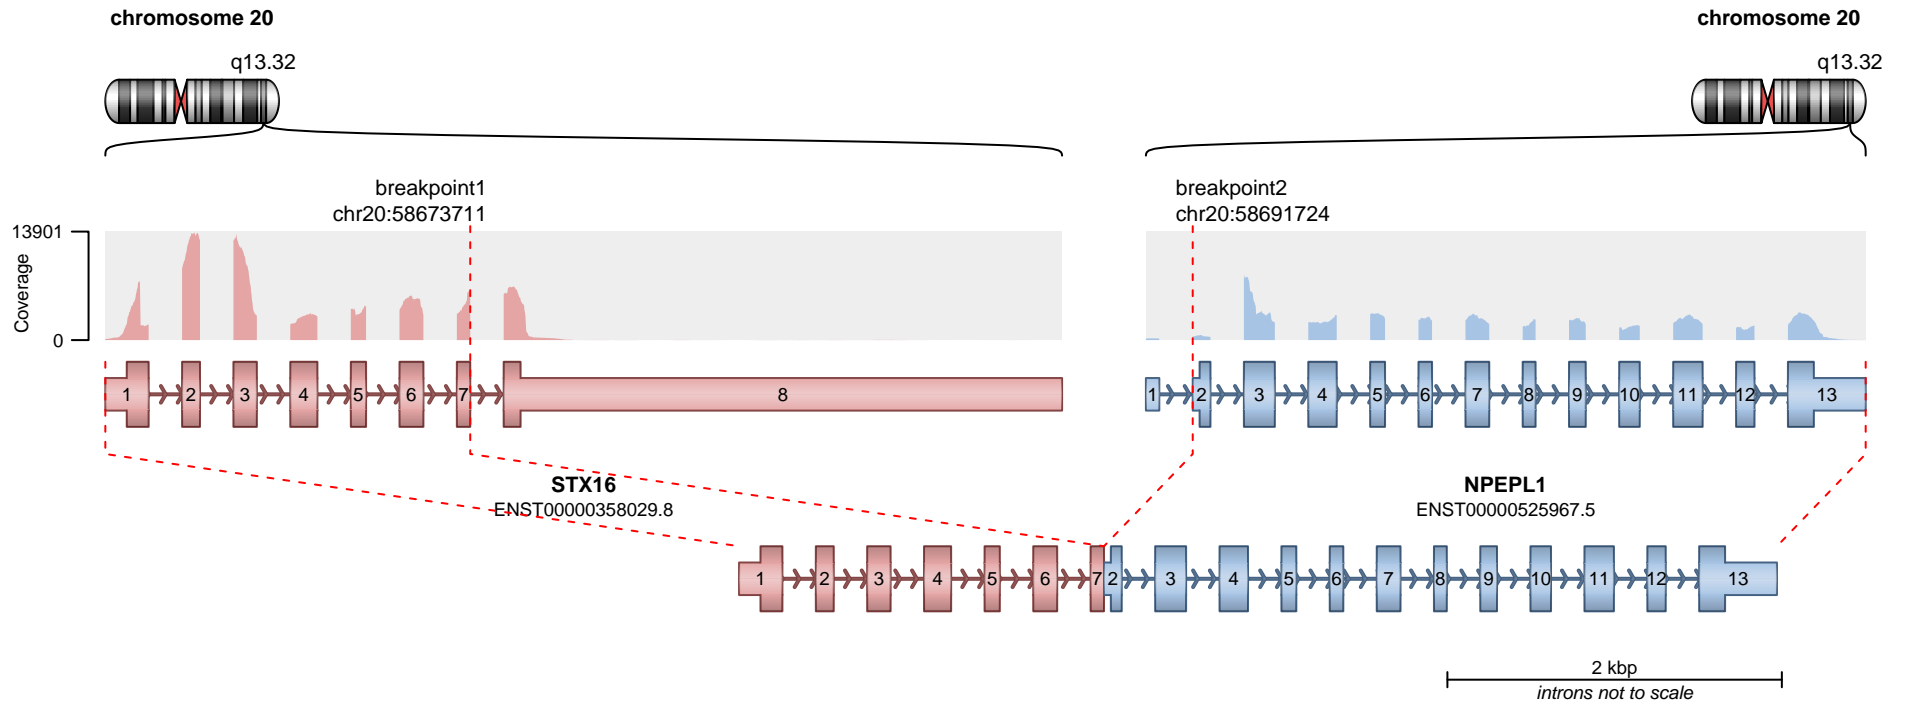 chromosome 20
chromosome 20
q13.32
q13.32
breakpoint1
chr20:58673711
breakpoint2
chr20:58691724
13901
Coverage
0
1 2 3 4 5 6 7 8
1 2 3 4 5 6 7 8 9 10 11 12 13
STX16
ENST00000358029.8
NPEPL1
ENST00000525967.5
1 2 3 4 5 6 7 2 3 4 5 6 7 8 9 10 11 12 13
2 kbp
introns not to scale